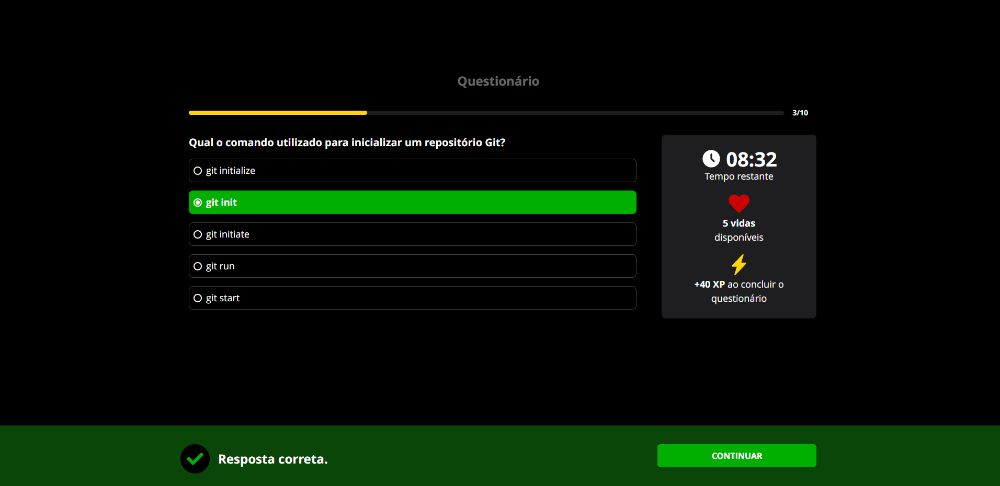 Questionário
3/10
Qual o comando utilizado para inicializar um repositório Git?
git initialize
git init
git initiate
git run
git start
08:32
Tempo restante
5 vidas
disponíveis
+40 XP ao concluir o
questionário
Resposta correta.
CONTINUAR